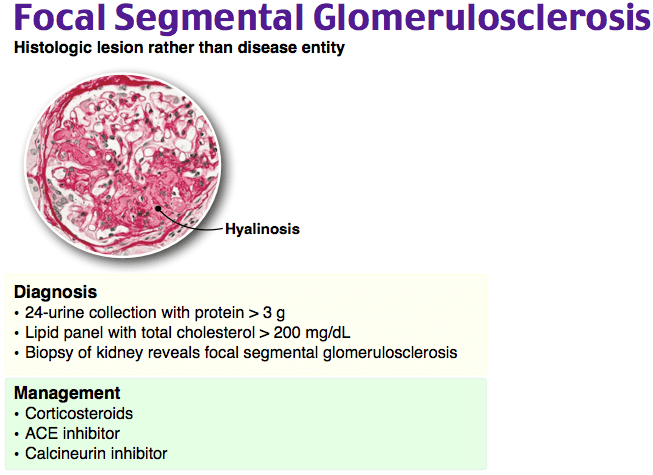 Focal Segmental Glomerulosclerosis
Histologic lesion rather than disease entity
Hyalinosis
Diagnosis
• 24-urine collection with protein > 3 g
• Lipid panel with total cholesterol > 200 mg/dL
• Biopsy of kidney reveals focal segmental glomerulosclerosis
Management
• Corticosteroids
• ACE inhibitor
• Calcineurin inhibitor